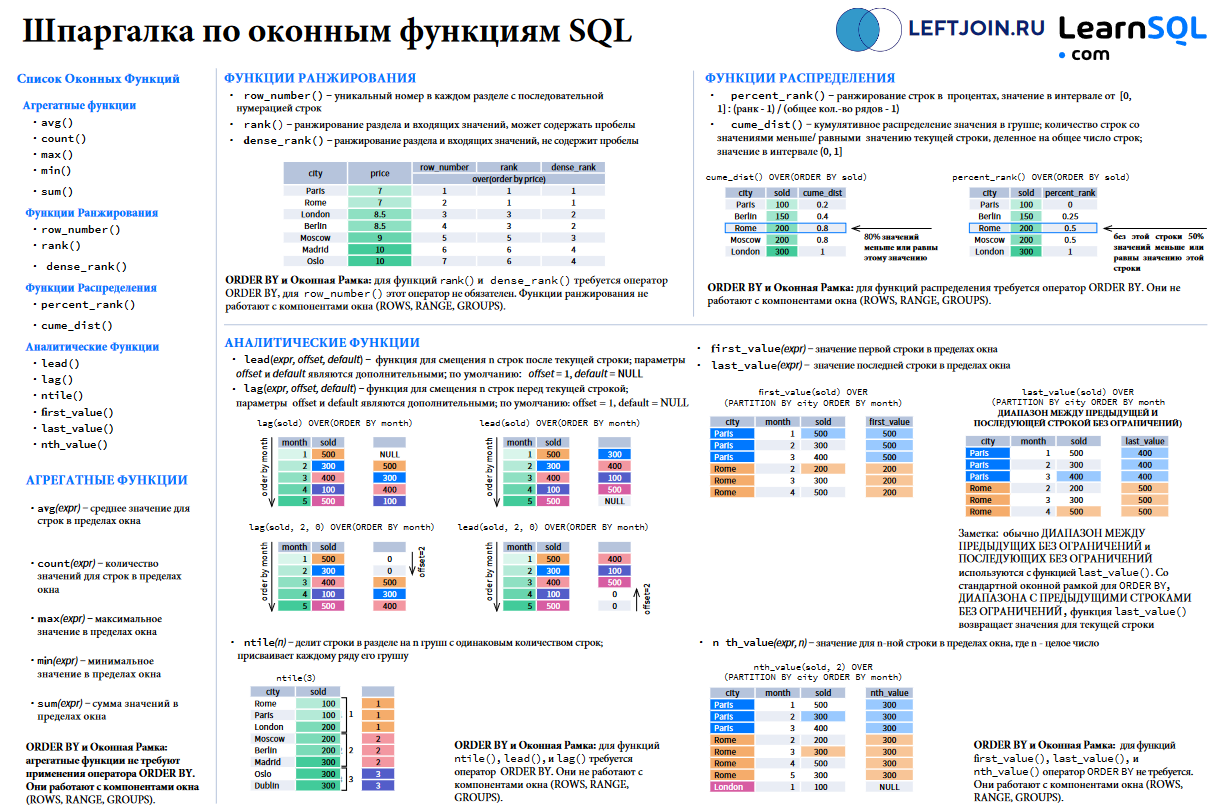 Шпаргалка по оконным функциям SQL
LEFTJOIN.RU
LearnSQL
• com
Список Оконных Функций
Агрегатные функции
• avg()
• count()
• max()
• min()
• sum()
Функции Ранжирования
• row_number()
• rank()
• dense_rank()
Функции Распределения
• percent_rank()
• cume_dist()
Аналитические Функции
• lead()
• lag()
• ntile()
• first_value()
• last_value()
• nth_value()
АГРЕГАТНЫЕ ФУНКЦИИ
• avg(expr) – среднее значение для
строк в пределах окна
• count(expr) – количество
значений для строк в пределах
окна
• max(expr) – максимальное
значение в пределах окна
• min(expr) – минимальное
значение в пределах окна
• sum(expr) – сумма значений в
пределах окна
ORDER BY и Оконная Рамка:
агрегатные функции не требуют
применения оператора ORDER BY.
Они работают с компонентами окна
(ROWS, RANGE, GROUPS).
ФУНКЦИИ РАНЖИРОВАНИЯ
• row_number() – уникальный номер в каждом разделе с последовательной
нумерацией строк
• rank() – ранжирование раздела и входящих значений, может содержать пробелы
• dense_rank() – ранжирование раздела и входящих значений, не содержит пробелы
city price row_number rank dense_rank
over(order by price)
Paris 7 1 1 1
Rome 7 2 1 1
London 8.5 3 3 2
Berlin 8.5 4 3 2
Moscow 9 5 5 3
Madrid 10 6 6 4
Oslo 10 7 6 4
ORDER BY и Оконная Рамка: для функций rank() и dense_rank() требуется оператор
ORDER BY, для row_number() этот оператор не обязателен. Функции ранжирования не
работают с компонентами окна (ROWS, RANGE, GROUPS).
ФУНКЦИИ РАСПРЕДЕЛЕНИЯ
• percent_rank() – ранжирование строк в процентах, значение в интервале от [0,
1] : (ранк - 1) / (общее кол.-во рядов - 1)
• cume_dist() – кумулятивное распределение значения в группе; количество строк со
значениями меньше/ равными значению текущей строки, деленное на общее число строк;
значение в интервале (0, 1]
cume_dist() OVER(ORDER BY sold)
city sold cume_dist
Paris 100 0.2
Berlin 150 0.4
Rome 200 0.8
Moscow 200 0.8
London 300 1
80% значений
меньше или равны
этому значению
percent_rank() OVER(ORDER BY sold)
city sold percent_rank
Paris 100 0
Berlin 150 0.25
Rome 200 0.5
Moscow 200 0.5
London 300 1
без этой строки 50%
значений меньше или
равны значению этой
строки
ORDER BY и Оконная Рамка: для функций распределения требуется оператор ORDER BY. Они не
работают с компонентами окна (ROWS, RANGE, GROUPS).
АНАЛИТИЧЕСКИЕ ФУНКЦИИ
• lead(expr, offset, default) – функция для смещения n строк после текущей строки; параметры
offset и default являются дополнительными; по умолчанию: offset = 1, default = NULL
• lag(expr, offset, default) – функция для смещения n строк перед текущей строкой;
параметры offset и default являются дополнительными; по умолчанию: offset = 1, default = NULL
lag(sold) OVER(ORDER BY month)
order by month
month sold
1 500 NULL
2 300 500
3 400 300
4 100 400
5 500 100
lead(sold) OVER(ORDER BY month)
order by month
month sold
1 500 300
2 300 400
3 400 100
4 100 500
5 500 NULL
lag(sold, 2, 0) OVER(ORDER BY month)
order by month
month sold
1 500 0
2 300 0
3 400 500
4 100 300
5 500 400
offset=2
lead(sold, 2, 0) OVER(ORDER BY month)
order by month
month sold
1 500 400
2 300 100
3 400 500
4 100 0
5 500 0
offset=2
• ntile(n) – делит строки в разделе на n групп с одинаковым количеством строк;
присваивает каждому ряду его группу
ntile(3)
city sold
Rome 100 1
Paris 100 1 1
London 200 1
Moscow 200 2
Berlin 200 2 2
Madrid 200 2
Oslo 300 3 3
Dublin 300 3
ORDER BY и Оконная Рамка: для функций
ntile(), lead(), и lag() требуется
оператор ORDER BY. Они не работают с
компонентами окна (ROWS, RANGE,
GROUPS).
• first_value(expr) – значение первой строки в пределах окна
• last_value(expr) – значение последней строки в пределах окна
first_value(sold) OVER
(PARTITION BY city ORDER BY month)
city month sold first_value
Paris 1 500 500
Paris 2 300 500
Paris 3 400 500
Rome 2 200 200
Rome 3 300 200
Rome 4 500 200
last_value(sold) OVER
(PARTITION BY city ORDER BY month
ДИАПАЗОН МЕЖДУ ПРЕДЫДУЩЕЙ И
ПОСЛЕДУЮЩЕЙ СТРОКОЙ БЕЗ ОГРАНИЧЕНИЙ)
city month sold last_value
Paris 1 500 400
Paris 2 300 400
Paris 3 400 400
Rome 2 200 500
Rome 3 300 500
Rome 4 500 500
Заметка: обычно ДИАПАЗОН МЕЖДУ
ПРЕДЫДУЩИХ БЕЗ ОГРАНИЧЕНИЙ и
ПОСЛЕДУЮЩИХ БЕЗ ОГРАНИЧЕНИЙ
используются с функцией last_value(). Со
стандартной оконной рамкой для ORDER BY,
ДИАПАЗОНА С ПРЕДЫДУЩИМИ СТРОКАМИ
БЕЗ ОГРАНИЧЕНИЙ, функция last_value()
возвращает значения для текущей строки
• n th_value(expr, n) – значение для n-ной строки в пределах окна, где n - целое число
nth_value(sold, 2) OVER
(PARTITION BY city ORDER BY month)
city month sold nth_value
Paris 1 500 300
Paris 2 300 300
Paris 3 400 300
Rome 2 200 300
Rome 3 300 300
Rome 4 500 300
Rome 5 300 300
London 1 100 NULL
ORDER BY и Оконная Рамка: для функций
first_value(), last_value(), и
nth_value() оператор ORDER BY не требуется.
Они работают с компонентами окна (ROWS,
RANGE, GROUPS).